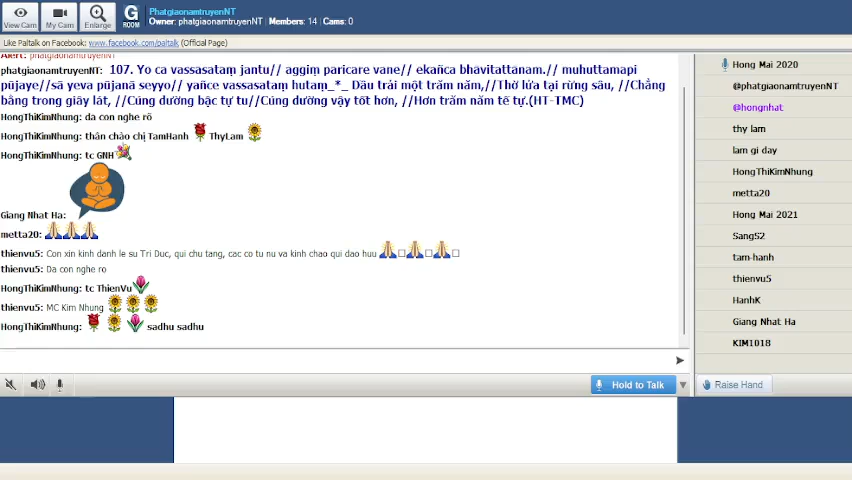 PhatgiaonamtruyenNT
Owner: phatgiaonamtruyenNT | Members: 14 | Cams: 0
View Cam
My Cam
Enlarge
G
ROOM
Like Paltalk on Facebook: www.facebook.com/paltalk (Official Page)
Alert: phatgiaonamtruyenNT
phatgiaonamtruyenNT: 107. Yo ca vassasataṃ jantu// aggiṃ paricare vane// ekañca bhāvitattānaṃ.// muhuttamapi
pūjaye//sā yeva pūjanā seyyo// yañce vassasataṃ hutaṃ_*_ Dầu trải một trăm năm,//Thờ lửa tại rừng sâu, //Chẳng
bằng trong giây lát, //Cúng dường bậc tự tu//Cúng dường vậy tốt hơn, //Hơn trăm năm tế tự.(HT-TMC)
HongThiKimNhung: da con nghe rõ
HongThiKimNhung: thân chào chị TamHanh ThyLam
HongThiKimNhung: tc GNH
Giang Nhat Ha:
metta20:
thienvu5: Con xin kinh danh le su Tri Duc, qui chu tang, cac co tu nu va kinh chao qui dao huu
thienvu5: Da con nghe ro
HongThiKimNhung: tc ThienVu
thienvu5: MC Kim Nhung
HongThiKimNhung: sadhu sadhu
Hold to Talk
Hong Mai 2020
@phatgiaonamtruyenNT
@hongnhat
thy lam
lam gi day
HongThiKimNhung
metta20
Hong Mai 2021
SangS2
tam-hanh
thienvu5
HanhK
Giang Nhat Ha
KIM1018
Raise Hand